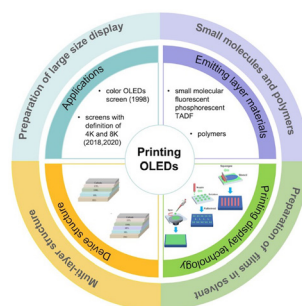 Preparation of large size display
Small molecules and polymers
Applications
Emitting layer materials
• color OLEDs
screen (1998)
• screens with
definition of
4K and 8K
(2018,2020)
• small molecular
fluorescent
phosphorescent
TADF
• polymers
Printing
OLEDs
Device structure
Printing display technology
Multi-layer structure
Preparation of films in solvent